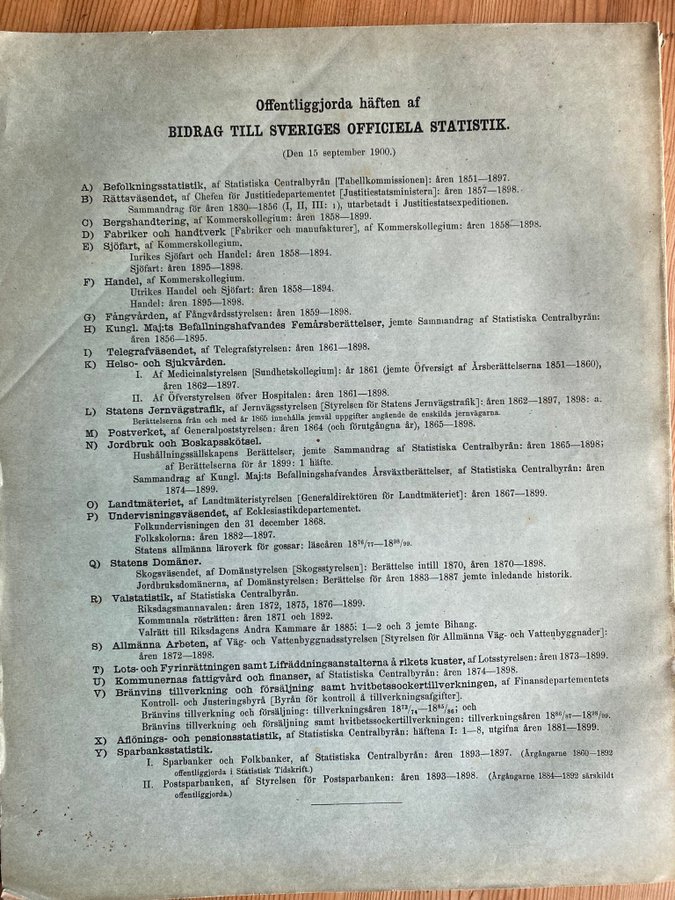 Offentliggjorda häften af
BIDRAG TILL SVERIGES OFFICIELA STATISTIK.
(Den 15 september 1900.)
A) Befolkningsstatistik, af Statistiska Centralbyrån [Tabellkommissionen]: åren 1851—1897.
B) Rättsväsendet, af Chefen för Justitiedepartementet [Justitiestatsministern]: åren 1857—1898.
Sammandrag för åren 1830—1856 (I, II, III: 1), utarbetadt i Justitiestatsexpeditionen.
C) Bergshandtering, af Kommerskollegium: åren 1858—1899.
D) Fabriker och handtverk [Fabriker och manufakturer], af Kommerskollegium: åren 1858—1898.
E) Sjöfart, af Kommerskollegium.
Inrikes Sjöfart och Handel: åren 1858—1894.
Sjöfart: åren 1895—1898.
F) Handel, af Kommerskollegium.
Utrikes Handel och Sjöfart: åren 1858—1894.
Handel: åren 1895—1898.
G) Fångvården, af Fångvårdsstyrelsen: åren 1859—1898.
H) Kungl. Maj:ts Befallningshafvandes Femårsberättelser, jemte Sammandrag af Statistiska Centralbyrån:
åren 1856—1895.
I) Telegrafväsendet, af Telegrafstyrelsen: åren 1861—1898.
K) Helso- och Sjukvården.
I. Af Medicinalstyrelsen [Sundhetskollegium]: år 1861 (jemte Öfversigt af Årsberättelserna 1851—1860),
åren 1862—1897.
II. Af Öfverstyrelsen öfver Hospitalen: åren 1861—1898.
L) Statens Jernvägstrafik, af Jernvägsstyrelsen [Styrelsen för Statens Jernvägstrafik]: åren 1862—1897, 1898: a.
Berättelserna från och med år 1865 innehålla jemväl uppgifter angående de enskilda jernvägarna.
M) Postverket, af Generalpoststyrelsen: åren 1864 (och förutgångna år), 1865—1898.
N) Jordbruk och Boskapsskötsel.
Hushållningssällskapens Berättelser, jemte Sammandrag af Statistiska Centralbyrån: åren 1865—1898;
af Berättelserna för år 1899: 1 häfte.
Sammandrag af Kungl. Maj:ts Befallningshafvandes Årsväxtberättelser, af Statistiska Centralbyrån: åren
1874—1899.
O) Landtmäteriet, af Landtmäteristyrelsen [Generaldirektören för Landtmäteriet]: åren 1867—1899.
P) Undervisningsväsendet, af Ecklesiastikdepartementet.
Folkundervisningen den 31 december 1868.
Folkskolorna: åren 1882—1897.
Statens allmänna läroverk för gossar: läseåren 1876/77—1898/99.
Q) Statens Domäner.
Skogsväsendet, af Domänstyrelsen [Skogsstyrelsen]: Berättelse intill 1870, åren 1870—1898.
Jordbruksdomänerna, af Domänstyrelsen: Berättelse för åren 1883—1887 jemte inledande historik.
R) Valstatistik, af Statistiska Centralbyrån.
Riksdagsmannavalen: åren 1872, 1875, 1876—1899.
Kommunala rösträtten: åren 1871 och 1892.
Valrätt till Riksdagens Andra Kammare år 1885: 1—2 och 3 jemte Bihang.
S) Allmänna Arbeten, af Väg- och Vattenbyggnadsstyrelsen [Styrelsen för Allmänna Väg- och Vattenbyggnader]:
åren 1872—1898.
T) Lots- och Fyrinrättningen samt Lifräddningsanstalterna å rikets kuster, af Lotsstyrelsen: åren 1873—1899.
U) Kommunernas fattigvård och finanser, af Statistiska Centralbyrån: åren 1874—1898.
V) Bränvins tillverkning och försäljning samt hvitbetssockertillverkningen, af Finansdepartementets
Kontroll- och Justeringsbyrå [Byrån för kontroll å tillverkningsafgifter].
Bränvins tillverkning och försäljning: tillverkningsåren 1873/74—1885/86; och
Bränvins tillverkning och försäljning samt hvitbetssockertillverkningen: tillverkningsåren 1886/87—1898/99.
X) Aflönings- och pensionsstatistik, af Statistiska Centralbyrån: häftena I: 1—8, utgifna åren 1881—1899.
Y) Sparbanksstatistik.
I. Sparbanker och Folkbanker, af Statistiska Centralbyrån: åren 1893—1897. (Årgångarne 1860—1892
offentliggjorda i Statistisk Tidskrift.)
II. Postsparbanken, af Styrelsen för Postsparbanken: åren 1893—1898. (Årgångarne 1884—1892 särskildt
offentliggjorda.)